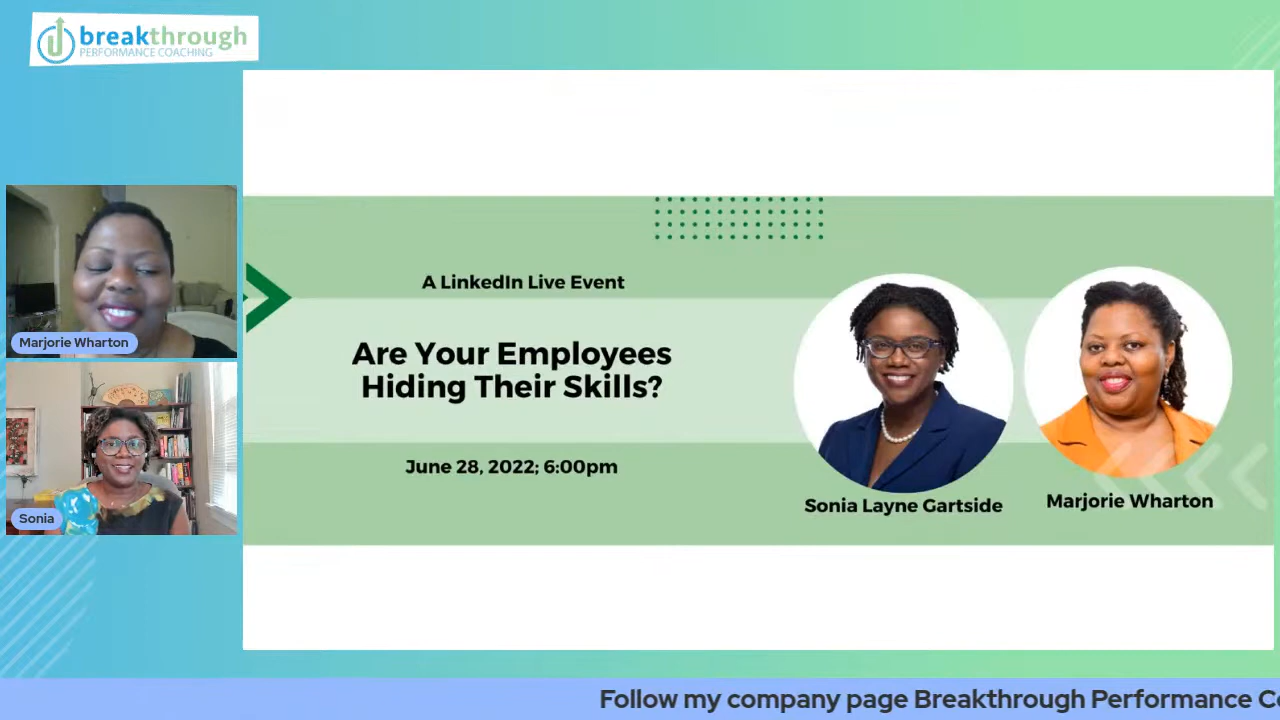 breakthrough
PERFORMANCE COACHING
A LinkedIn Live Event
Are Your Employees
Hiding Their Skills?
June 28, 2022; 6:00pm
Sonia Layne Gartside
Marjorie Wharton
Marjorie Wharton
Sonia
Follow my company page Breakthrough Performance